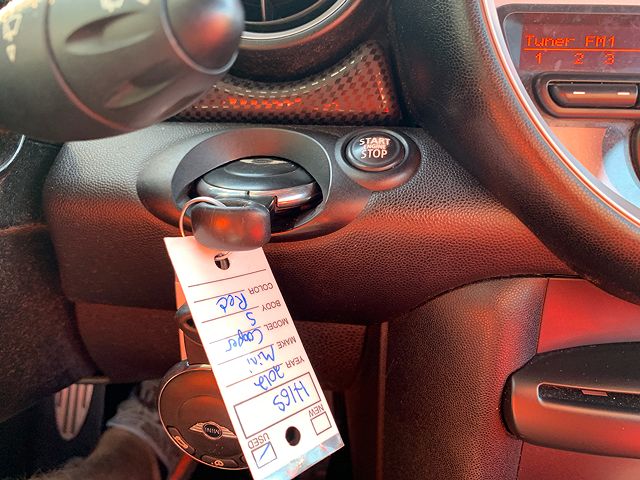 Tuner FM1
1 2 3
START
ENGINE
STOP
NEW
USED
H165
YEAR 2012
MAKE Mini
MODEL Cooper
BODY S
COLOR Red
MINI